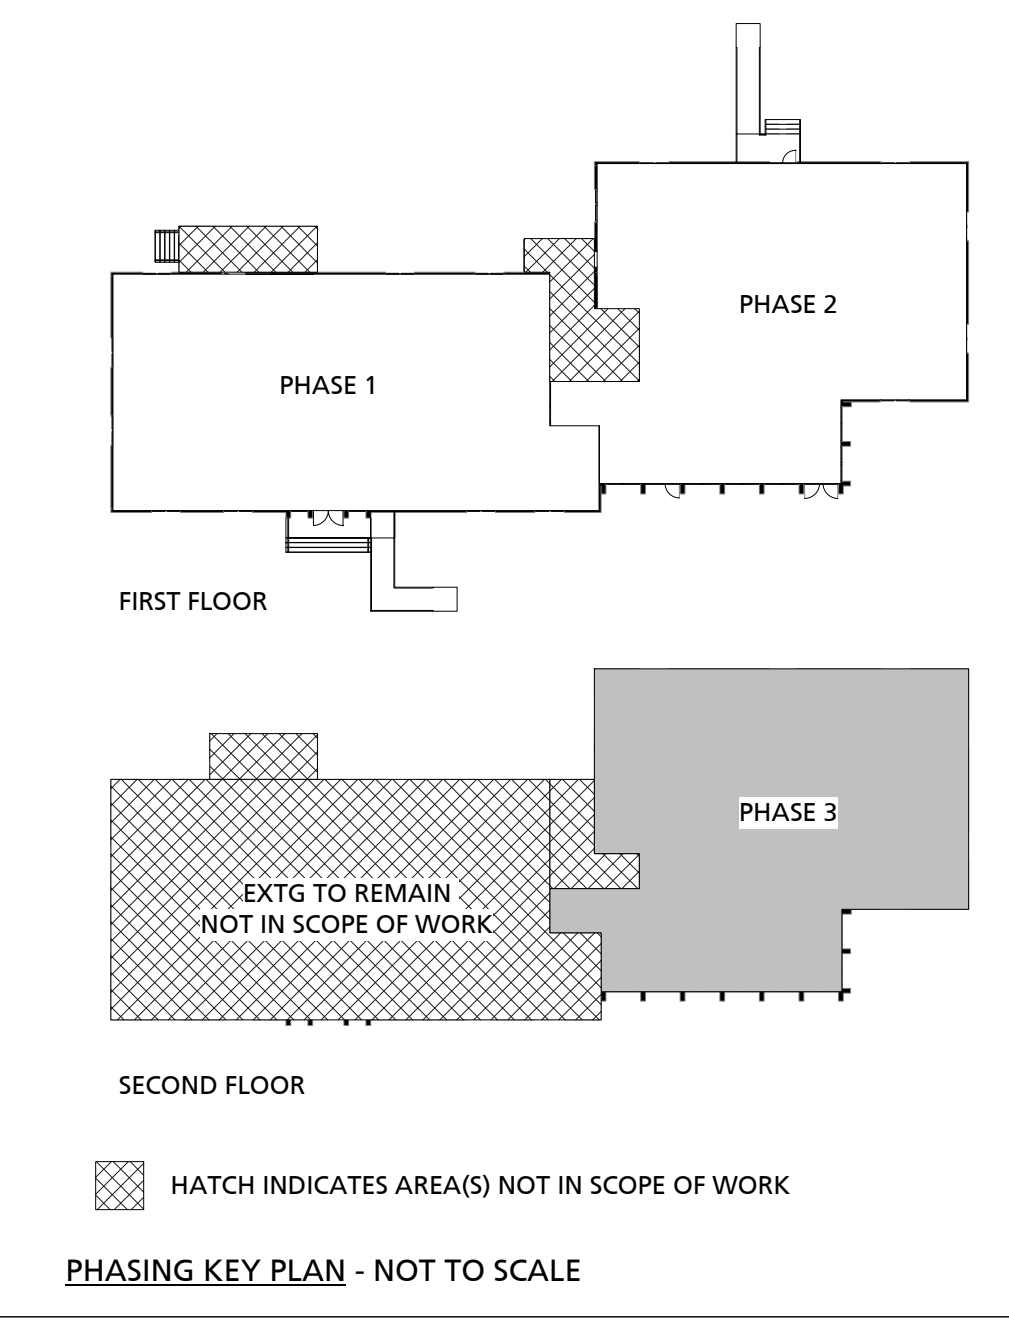 PHASE 2
PHASE 1
FIRST FLOOR
PHASE 3
EXTG TO REMAIN
NOT IN SCOPE OF WORK
SECOND FLOOR
HATCH INDICATES AREA(S) NOT IN SCOPE OF WORK
PHASING KEY PLAN - NOT TO SCALE